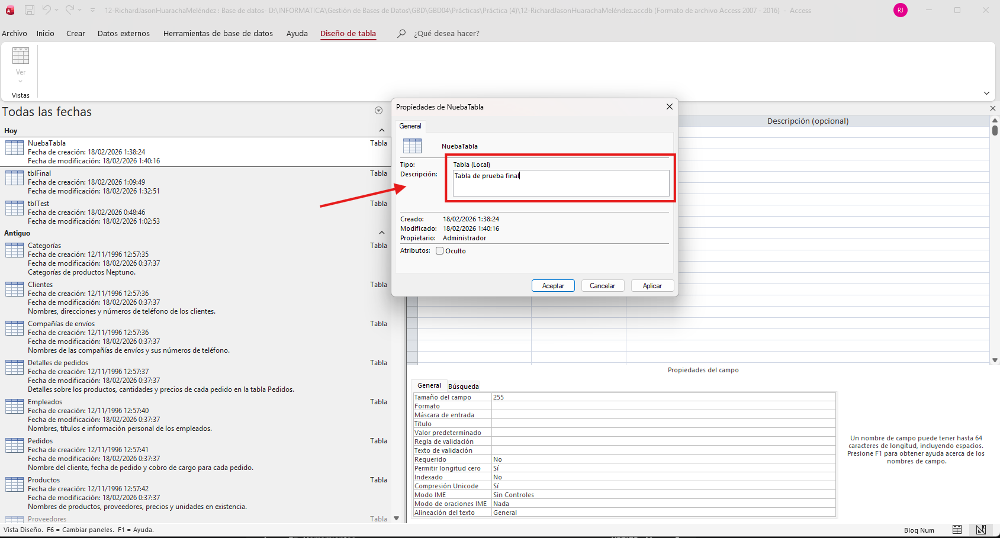 12-RichardJasonHuarachaMeléndez : Base de datos- D:\INFORMATICA\Gestión de Bases de Datos\GBD\GBD04\Prácticas\Práctica (4)\12-RichardJasonHuarachaMeléndez.accdb (Formato de archivo Access 2007 - 2016) - Access
RJ
Archivo Inicio Crear Datos externos Herramientas de base de datos Ayuda Diseño de tabla ¿Qué desea hacer?
Ver
Vistas
Todas las fechas
Hoy
NuebaTabla Tabla
Fecha de creación: 18/02/2026 1:38:24
Fecha de modificación: 18/02/2026 1:40:16
tblFinal Tabla
Fecha de creación: 18/02/2026 1:09:49
Fecha de modificación: 18/02/2026 1:32:51
tblTest Tabla
Fecha de creación: 18/02/2026 0:48:46
Fecha de modificación: 18/02/2026 1:02:53
Antiguo
Categorías Tabla
Fecha de creación: 12/11/1996 12:57:35
Fecha de modificación: 18/02/2026 0:37:37
Categorías de productos Neptuno.
Clientes Tabla
Fecha de creación: 12/11/1996 12:57:36
Fecha de modificación: 18/02/2026 0:37:37
Nombres, direcciones y números de teléfono de los clientes.
Compañías de envíos Tabla
Fecha de creación: 12/11/1996 12:57:36
Fecha de modificación: 18/02/2026 0:37:37
Nombres de las compañías de envíos y sus números de teléfono.
Detalles de pedidos Tabla
Fecha de creación: 12/11/1996 12:57:37
Fecha de modificación: 18/02/2026 0:37:37
Detalles sobre los productos, cantidades y precios de cada pedido en la tabla Pedidos.
Empleados Tabla
Fecha de creación: 12/11/1996 12:57:40
Fecha de modificación: 18/02/2026 0:37:37
Nombres, títulos e información personal de los empleados.
Pedidos Tabla
Fecha de creación: 12/11/1996 12:57:41
Fecha de modificación: 18/02/2026 0:37:37
Nombre del cliente, fecha de pedido y cobro de cargo para cada pedido.
Productos Tabla
Fecha de creación: 12/11/1996 12:57:42
Fecha de modificación: 18/02/2026 0:37:37
Nombres de productos, proveedores, precios y unidades en existencia.
Proveedores Tabla
Propiedades de NuebaTabla
General
NuebaTabla
Tipo: Tabla (Local)
Descripción: Tabla de prueba final
Creado: 18/02/2026 1:38:24
Modificado: 18/02/2026 1:40:16
Propietario: Administrador
Atributos: Oculto
Aceptar Cancelar Aplicar
Descripción (opcional)
Propiedades del campo
General Búsqueda
Tamaño del campo 255
Formato
Máscara de entrada
Título
Valor predeterminado
Regla de validación
Texto de validación
Requerido No
Permitir longitud cero Sí
Indexado No
Compresión Unicode Sí
Modo IME Sin Controles
Modo de oraciones IME Nada
Alineación del texto General
Un nombre de campo puede tener hasta 64
caracteres de longitud, incluyendo espacios.
Presione F1 para obtener ayuda acerca de los
nombres de campo.
Vista Diseño. F6 = Cambiar paneles. F1 = Ayuda.
Bloq Num